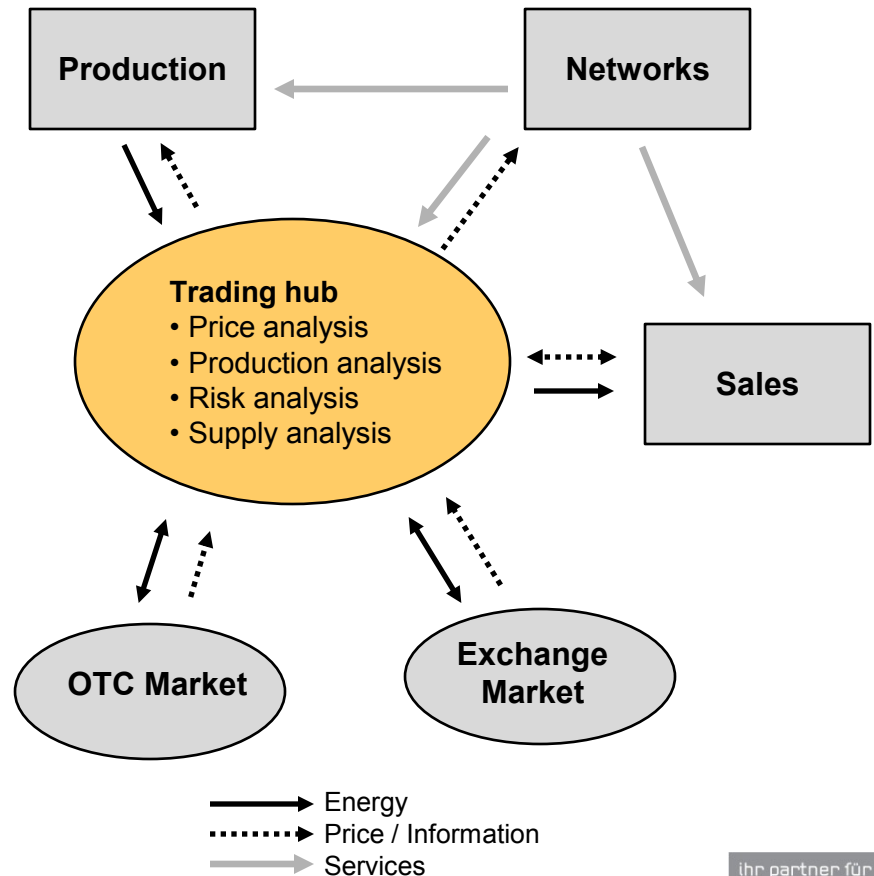 Production
Networks
Trading hub
• Price analysis
• Production analysis
• Risk analysis
• Supply analysis
Sales
OTC Market
Exchange
Market
Energy
Price / Information
Services
ihr partner für